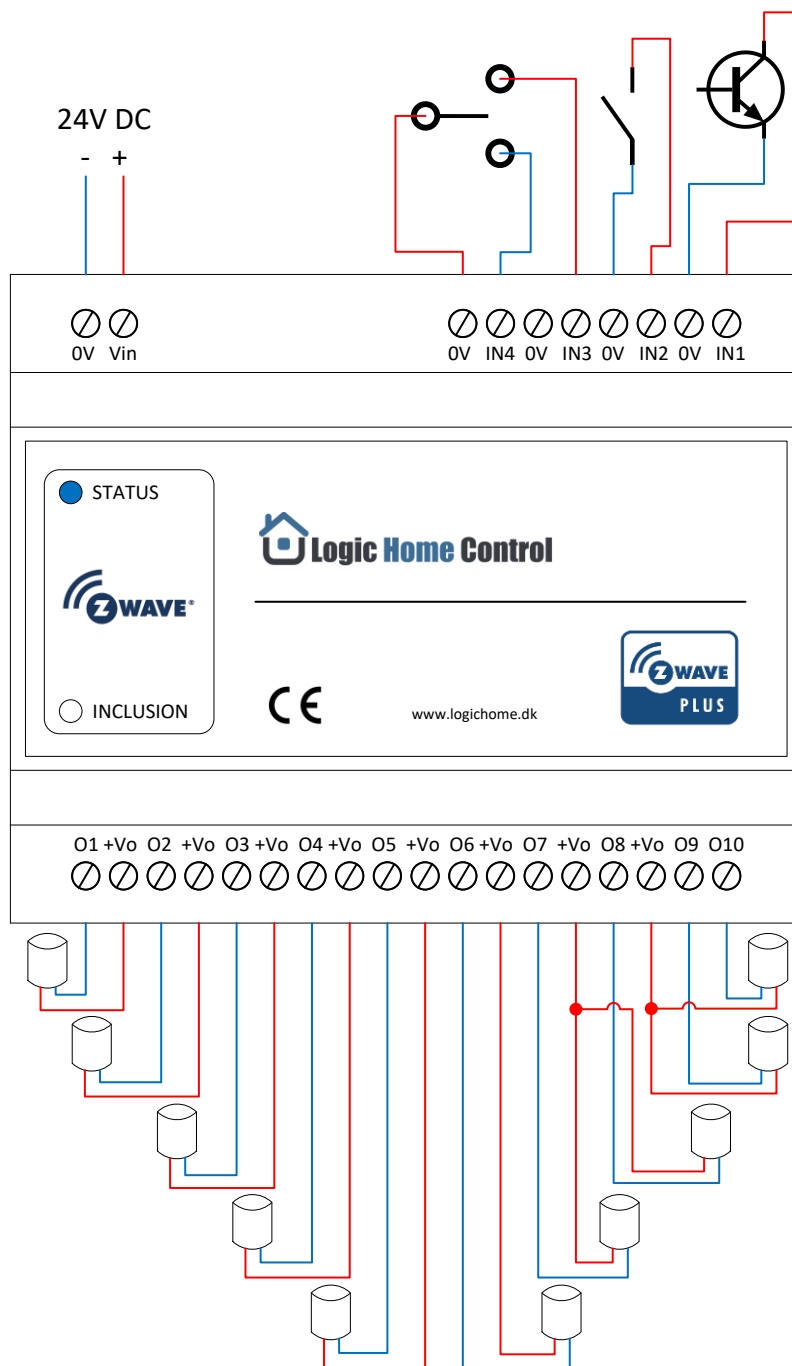 24V DC
- +
0V Vin 0V IN4 0V IN3 0V IN2 0V IN1
STATUS
Logic Home Control
Z WAVE®
Z WAVE
PLUS
INCLUSION
CE
www.logichome.dk
O1 +Vo O2 +Vo O3 +Vo O4 +Vo O5 +Vo O6 +Vo O7 +Vo O8 +Vo O9 O10